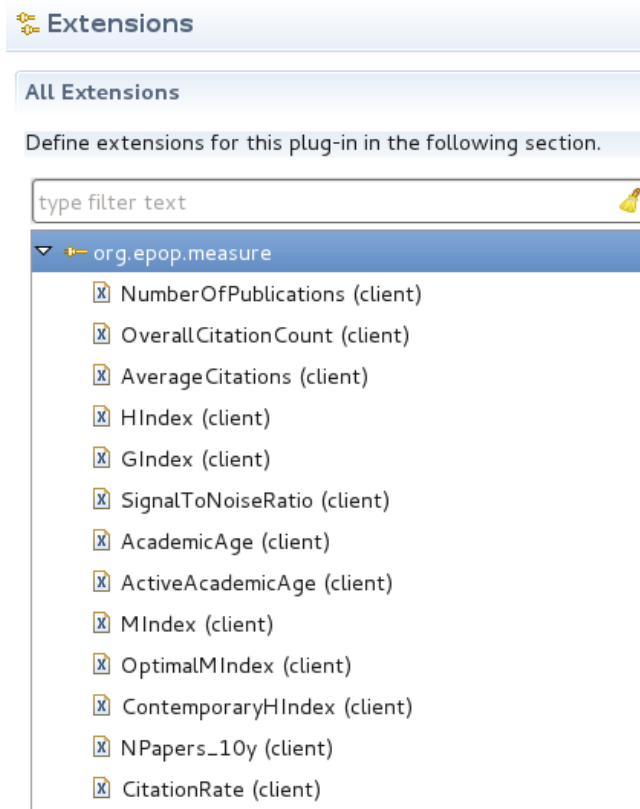 Extensions
All Extensions
Define extensions for this plug-in in the following section.
type filter text
org.epop.measure
NumberOfPublications (client)
OverallCitationCount (client)
AverageCitations (client)
HIndex (client)
GIndex (client)
SignalToNoiseRatio (client)
AcademicAge (client)
ActiveAcademicAge (client)
MIndex (client)
OptimalMIndex (client)
ContemporaryHIndex (client)
NPapers_10y (client)
CitationRate (client)